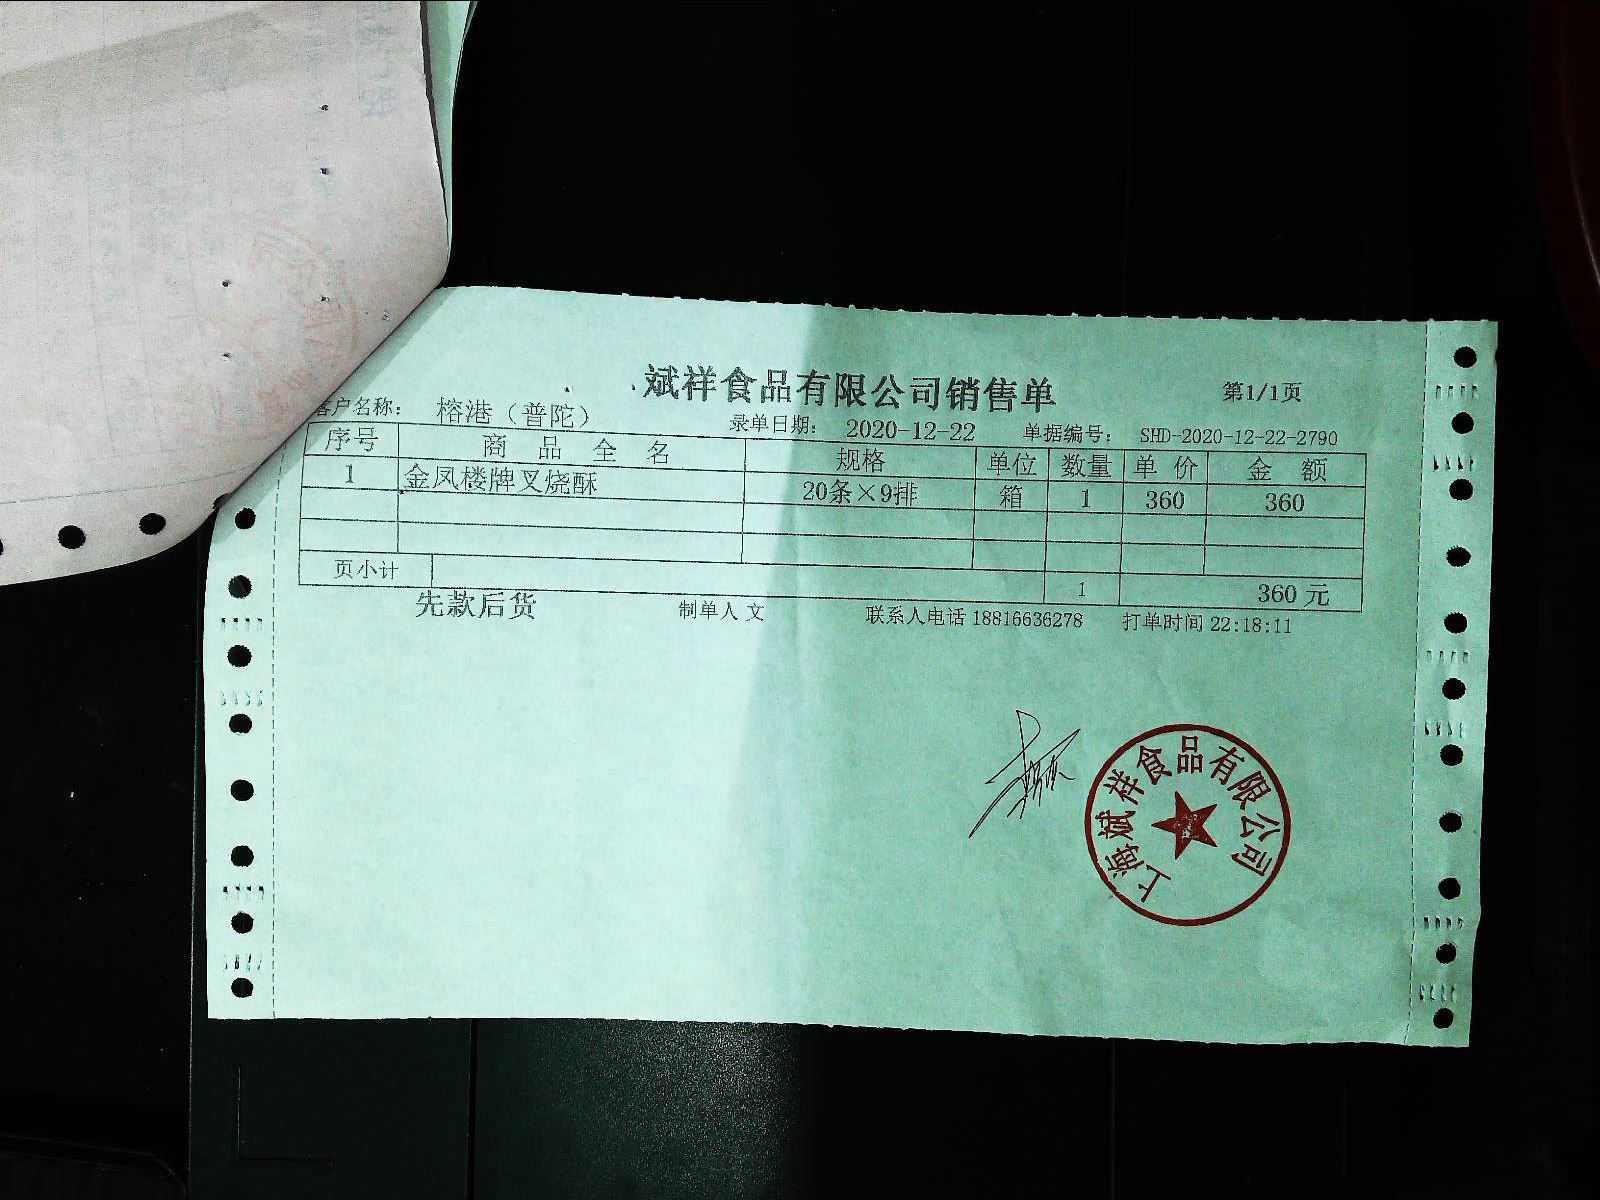 斌祥食品有限公司销售单 第1/1页
客户名称: 榕港（普陀） 录单日期: 2020-12-22 单据编号: SHD-2020-12-22-2790
序号 商品全名 规格 单位 数量 单价 金额
1 金凤楼牌叉烧酥 20条×9排 箱 1 360 360
页小计 1 360元
先款后货 制单人 文 联系人电话 18816636278 打单时间 22:18:11
上海斌祥食品有限公司